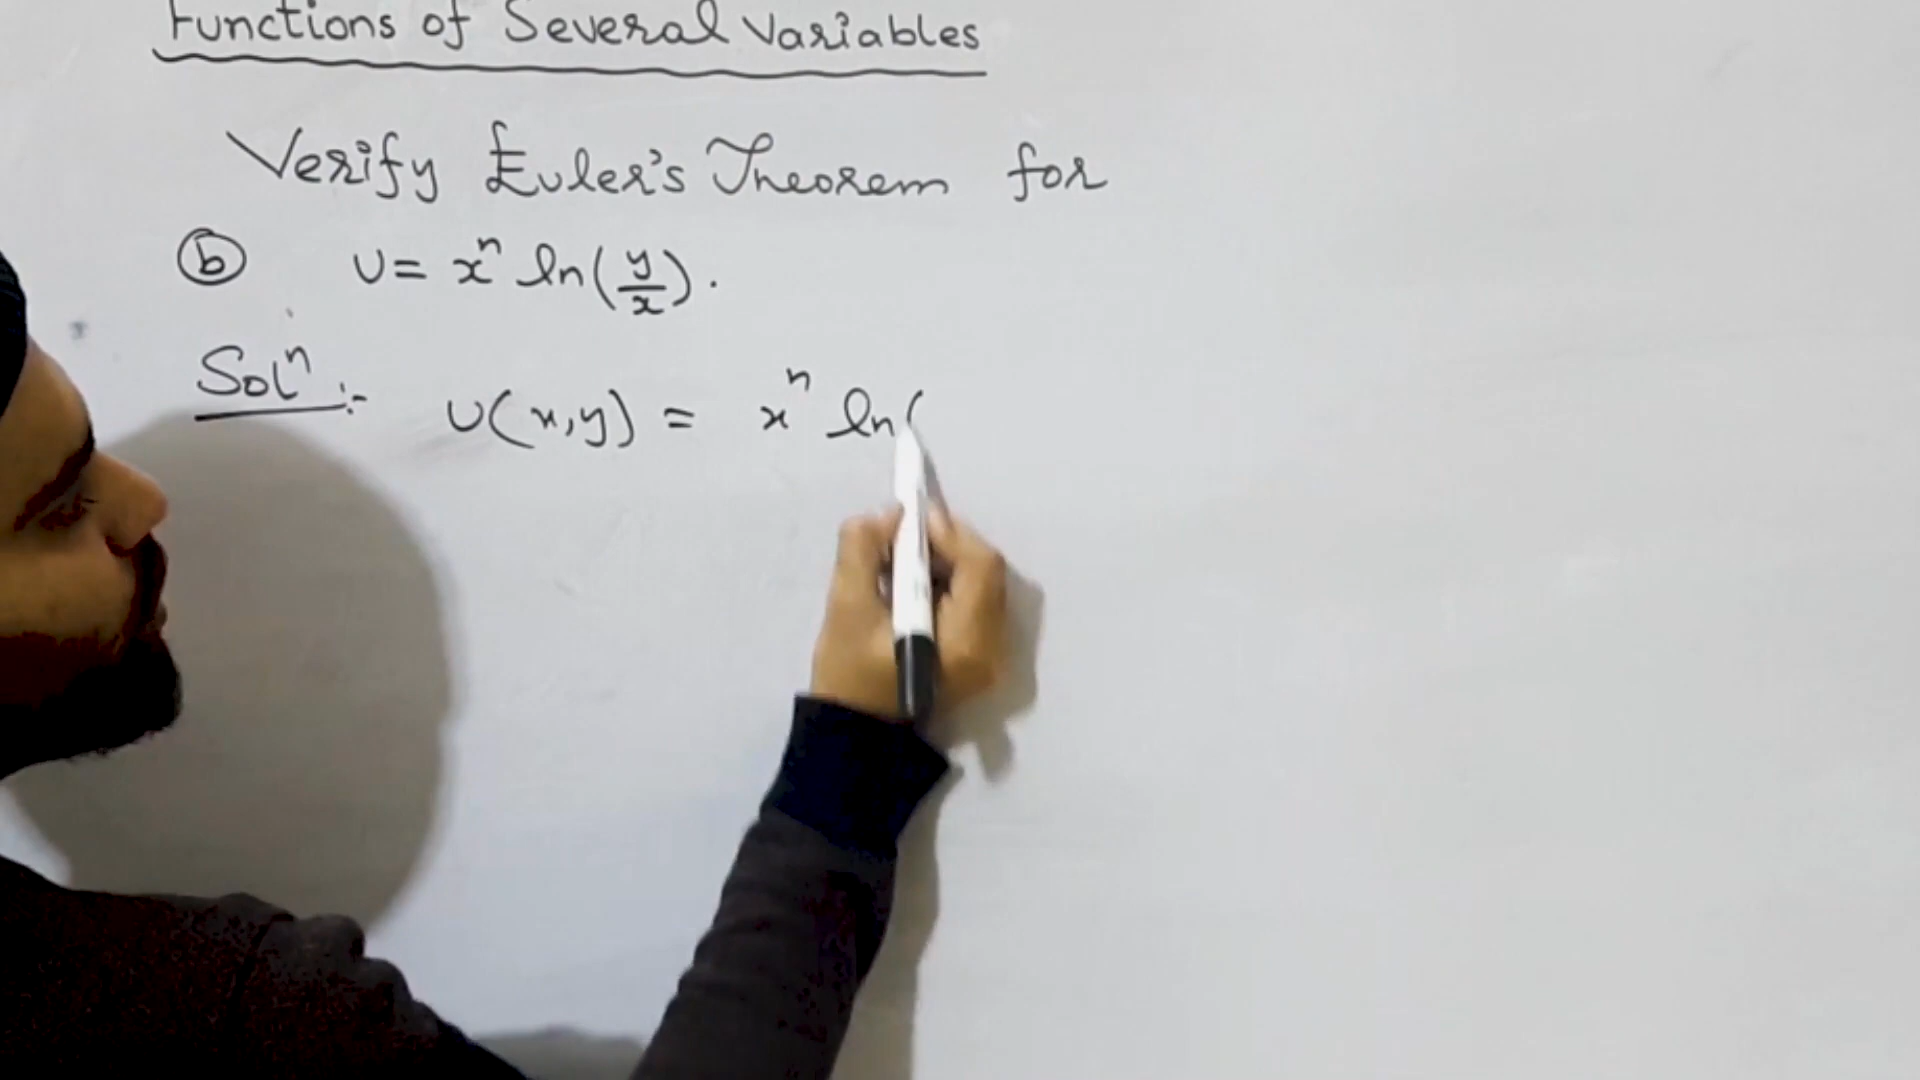 Functions of Several Variables
Verify Euler's Theorem for
(b) U = x^n ln(y/x).
Sol^n :- U(x,y) = x^n ln(